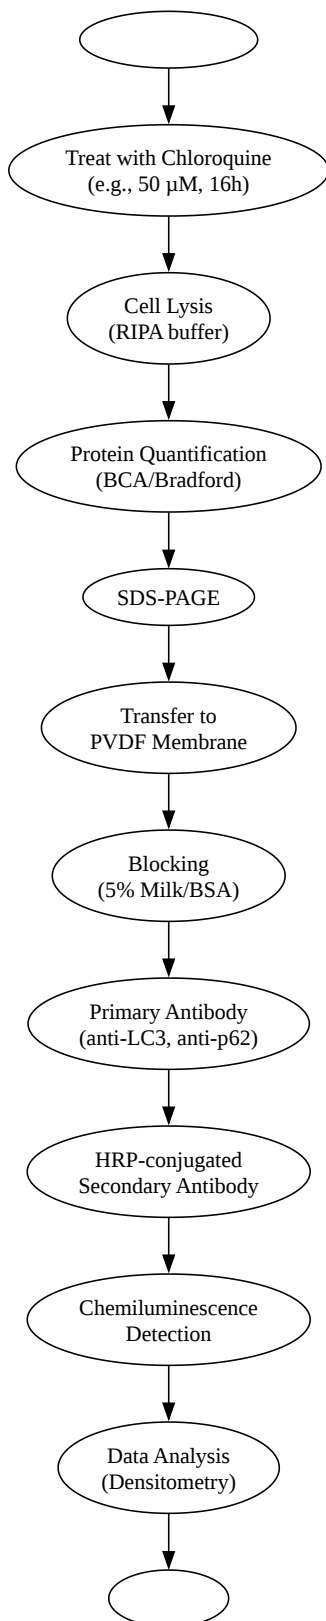 Treat with Chloroquine
(e.g., 50 µM, 16h)
Cell Lysis
(RIPA buffer)
Protein Quantification
(BCA/Bradford)
SDS-PAGE
Transfer to
PVDF Membrane
Blocking
(5% Milk/BSA)
Primary Antibody
(anti-LC3, anti-p62)
HRP-conjugated
Secondary Antibody
Chemiluminescence
Detection
Data Analysis
(Densitometry)